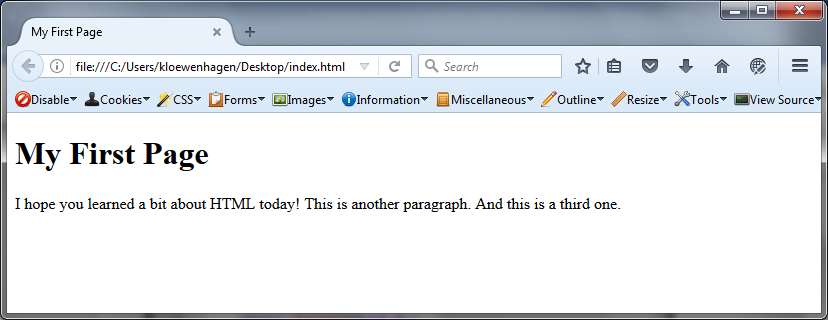 My First Page
file:///C:/Users/kloewenhagen/Desktop/index.html Search
Disable Cookies CSS Forms Images Information Miscellaneous Outline Resize Tools View Source
My First Page
I hope you learned a bit about HTML today! This is another paragraph. And this is a third one.